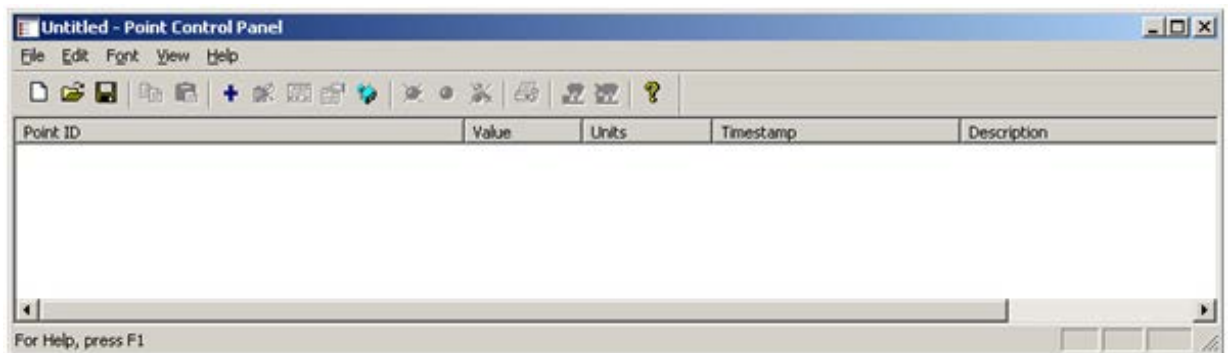 Untitled - Point Control Panel
File Edit Font View Help
Point ID Value Units Timestamp Description
For Help, press F1